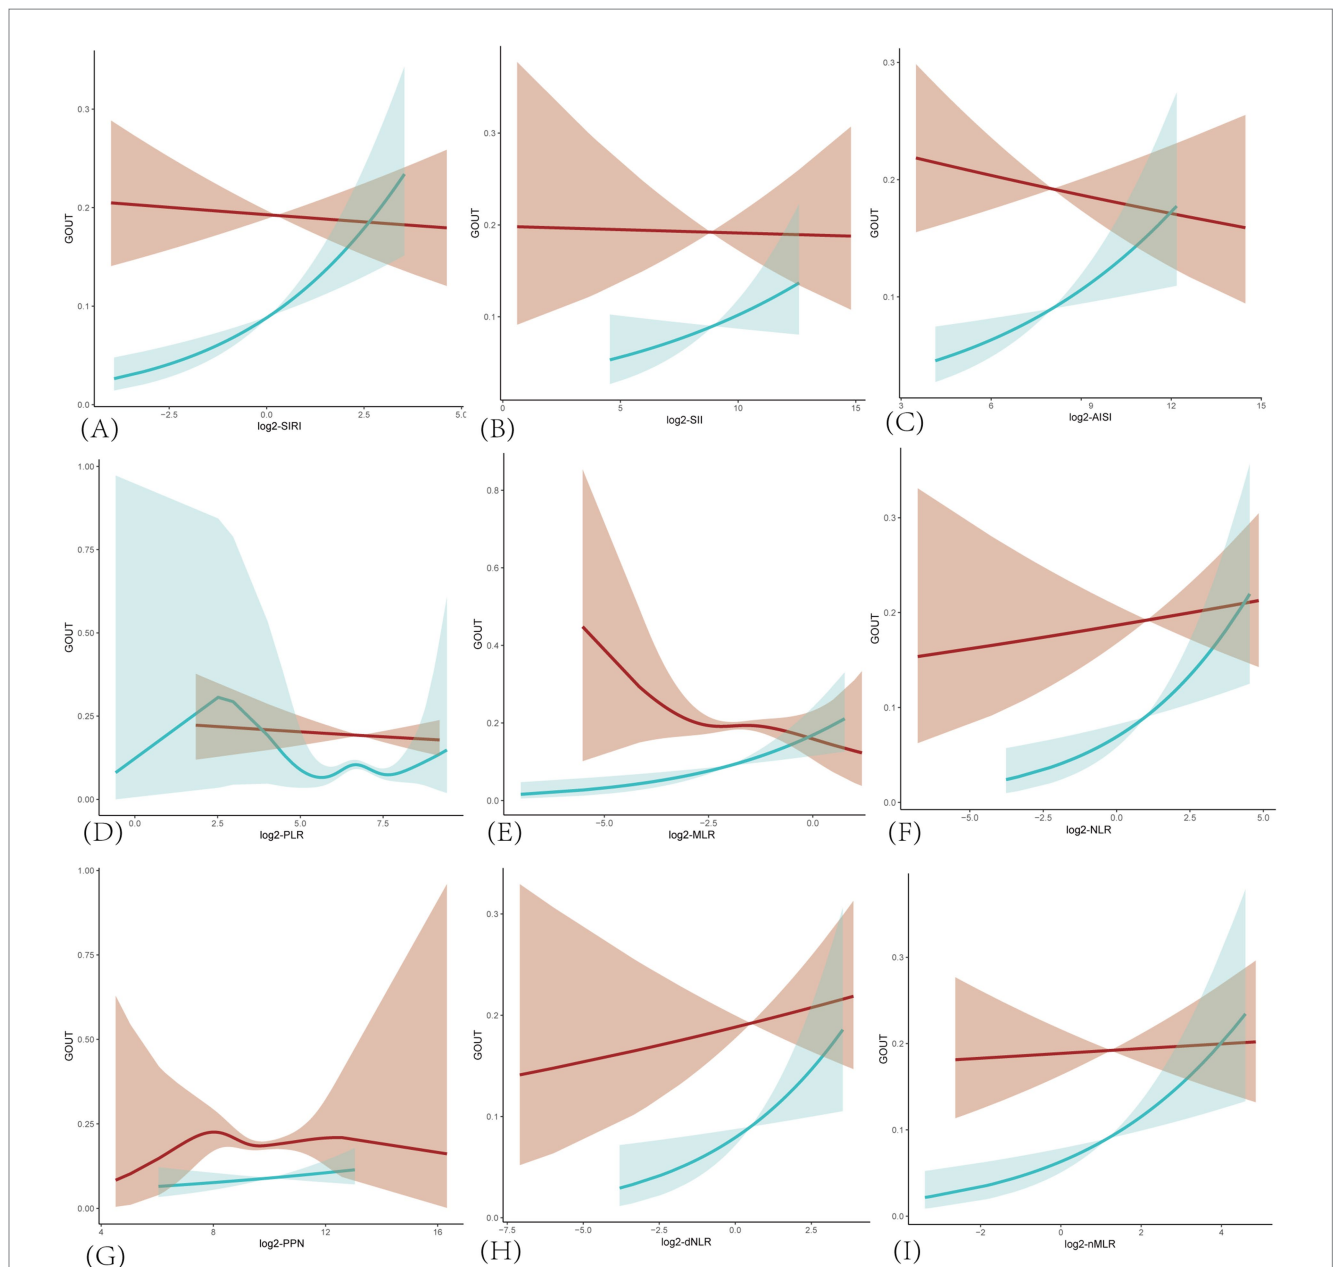 GOUT
0.3
0.2
0.1
0.0
−2.5 0.0 2.5 5.0
log2-SIRI
(A)
GOUT
0.3
0.2
0.1
0 5 10 15
log2-SII
(B)
GOUT
0.3
0.2
0.1
3 6 9 12 15
log2-AISI
(C)
GOUT
1.00
0.75
0.50
0.25
0.00
0.0 2.5 5.0 7.5
log2-PLR
(D)
GOUT
0.8
0.6
0.4
0.2
0.0
−5.0 −2.5 0.0
log2-MLR
(E)
GOUT
0.3
0.2
0.1
0.0
−5.0 −2.5 0.0 2.5 5.0
log2-NLR
(F)
GOUT
1.00
0.75
0.50
0.25
0.00
4 8 12 16
log2-PPN
(G)
GOUT
0.3
0.2
0.1
0.0
−7.5 −5.0 −2.5 0.0 2.5
log2-dNLR
(H)
GOUT
0.3
0.2
0.1
0.0
−2 0 2 4
log2-nMLR
(I)